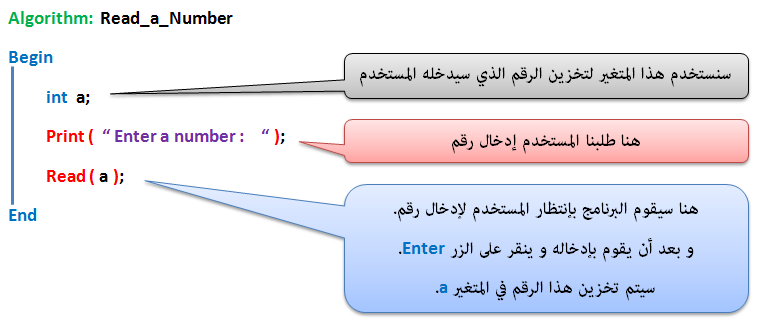 Algorithm: Read_a_Number
Begin
int a;
سنستخدم هذا المتغير لتخزين الرقم الذي سيدخله المستخدم
Print ( “ Enter a number : “ );
هنا طلبنا المستخدم إدخال رقم
Read ( a );
هنا سيقوم البرنامج بإنتظار المستخدم لإدخال رقم.
و بعد أن يقوم بإدخاله و ينقر على الزر Enter.
سيتم تخزين هذا الرقم في المتغير a.
End